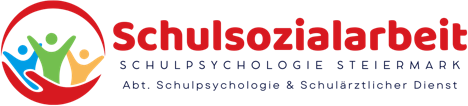 Schulsozialarbeit
SCHULPSYCHOLOGIE STEIERMARK
Abt. Schulpsychologie & Schulärztlicher Dienst